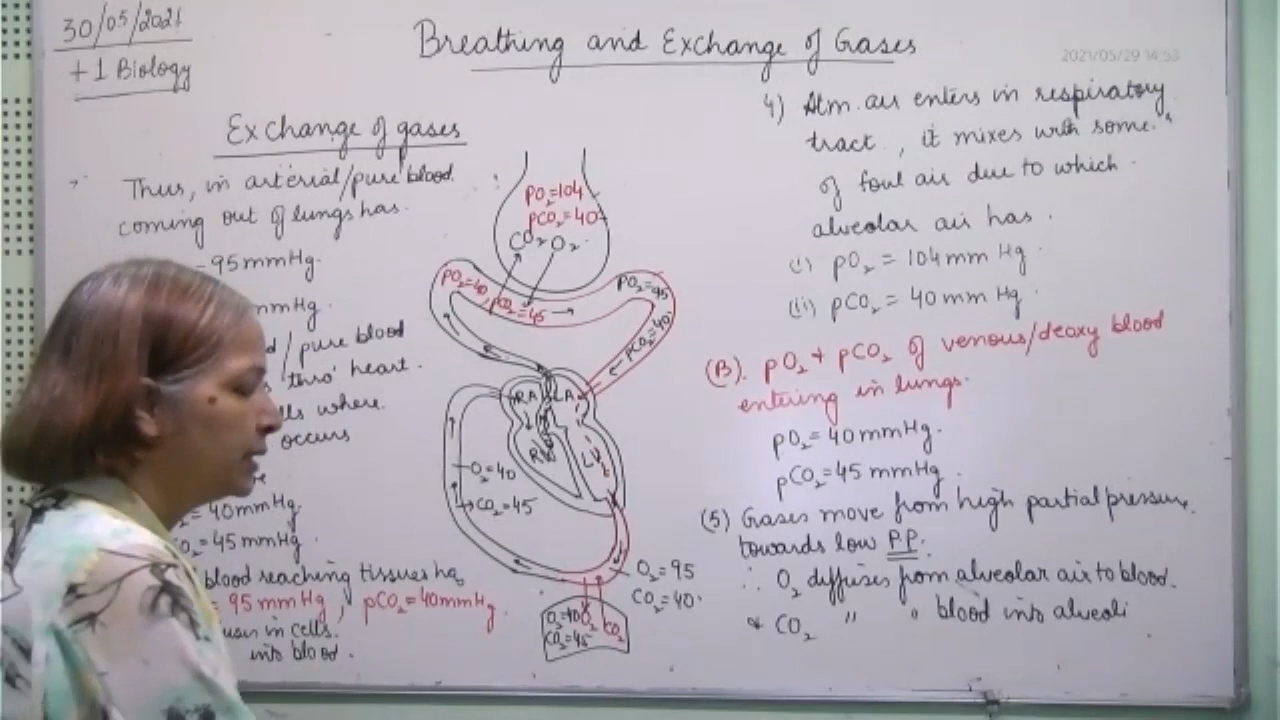 30/05/2021
+1 Biology
Breathing and Exchange of Gases
2021/05/29 14:53
Exchange of gases
Thus, in arterial/pure blood
coming out of lungs has.
95mmHg.
mmHg.
/pure blood
thro' heart.
where
occurs
= 40mmHg
= 45 mmHg.
blood reaching tissues ha
= 95 mmHg, pCO2=40mmHg.
in cells.
into blood.
PO2=104
pCO2=40
CO2 O2
PO2=40
pCO2=45 →
PO2=95
pCO2=40
RA LA
RV
O2=40
CO2=45
O2=95
CO2=40
O2=40 O2
CO2=45 CO2
4) Atm. air enters in respiratory
tract, it mixes with some
of foul air due to which
alveolar air has.
(i) pO2 = 104mm Hg
(ii) pCO2 = 40 mm Hg
(B). pO2 + pCO2 of venous/deoxy blood
entering in lungs.
pO2=40mmHg.
pCO2=45 mmHg.
(5) Gases move from high partial pressure
towards low P.P.
∴ O2 diffuses from alveolar air to blood.
& CO2 " " blood into alveoli